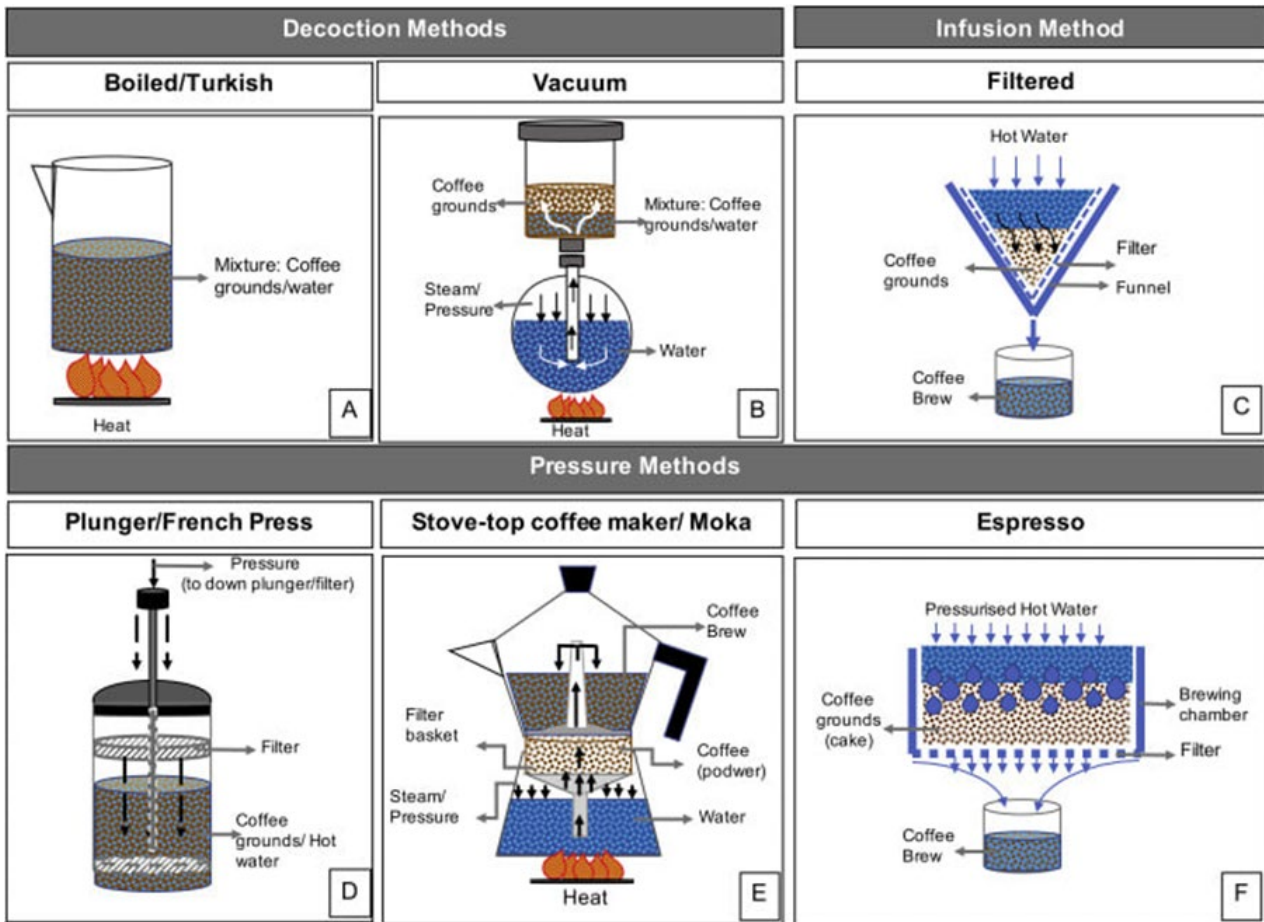 Decoction Methods
Infusion Method
Boiled/Turkish
Vacuum
Filtered
Mixture: Coffee
grounds/water
Heat
A
Coffee
grounds
Mixture: Coffee
grounds/water
Steam/
Pressure
Water
Heat
B
Hot Water
Coffee
grounds
Filter
Funnel
Coffee
Brew
C
Pressure Methods
Plunger/French Press
Stove-top coffee maker/ Moka
Espresso
Pressure
(to down plunger/filter)
Filter
Coffee
grounds/ Hot
water
D
Coffee
Brew
Filter
basket
Coffee
(podwer)
Steam/
Pressure
Water
Heat
E
Pressurised Hot Water
Coffee
grounds
(cake)
Brewing
chamber
Filter
Coffee
Brew
F